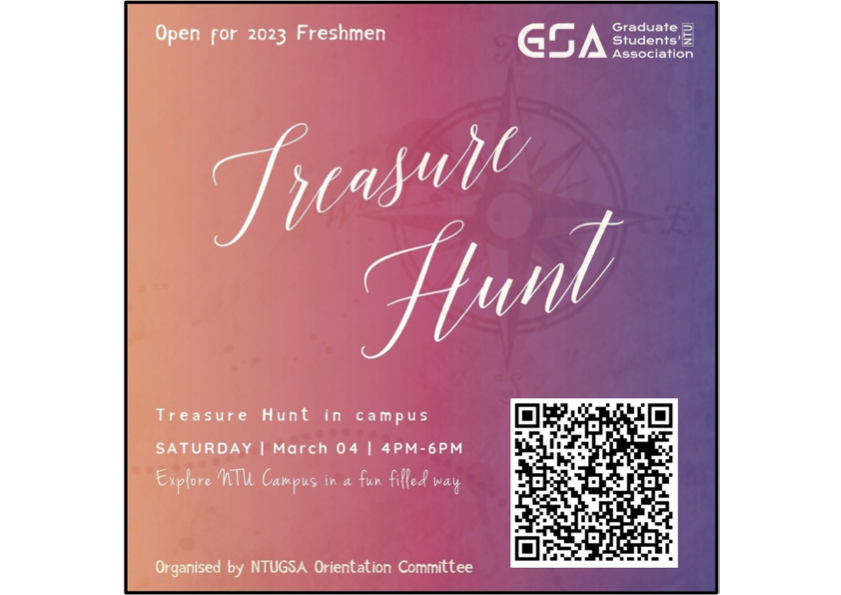 Open for 2023 Freshmen
GSA Graduate Students' Association NTU
Treasure
Hunt
Treasure Hunt in campus
SATURDAY | March 04 | 4PM-6PM
Explore NTU Campus in a fun filled way
Organised by NTUGSA Orientation Committee